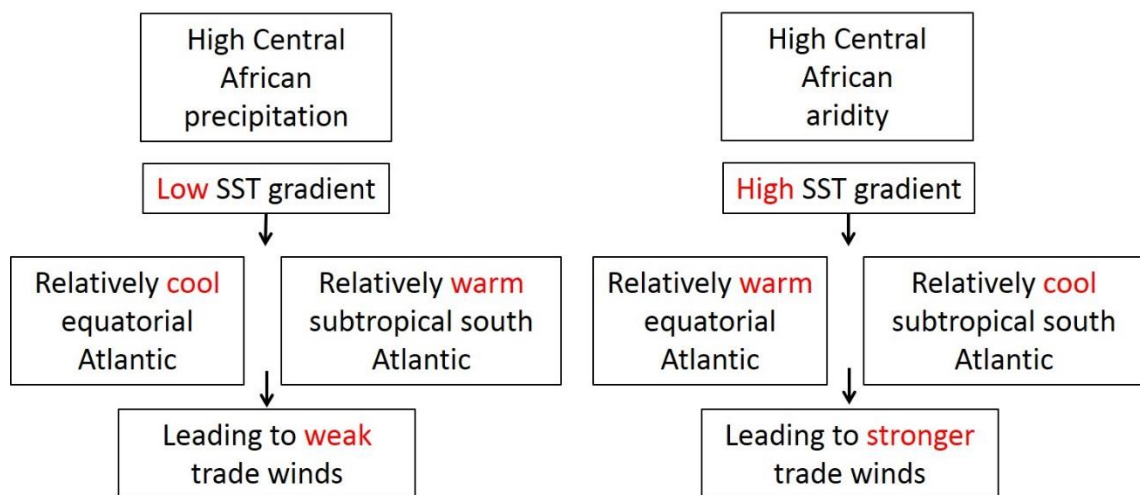 High Central
African
precipitation
Low SST gradient
Relatively cool
equatorial
Atlantic
Relatively warm
subtropical south
Atlantic
Leading to weak
trade winds
High Central
African
aridity
High SST gradient
Relatively warm
equatorial
Atlantic
Relatively cool
subtropical south
Atlantic
Leading to stronger
trade winds